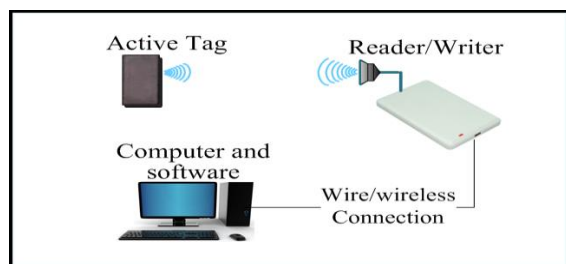 Active Tag
Reader/Writer
Computer and
software
Wire/wireless
Connection